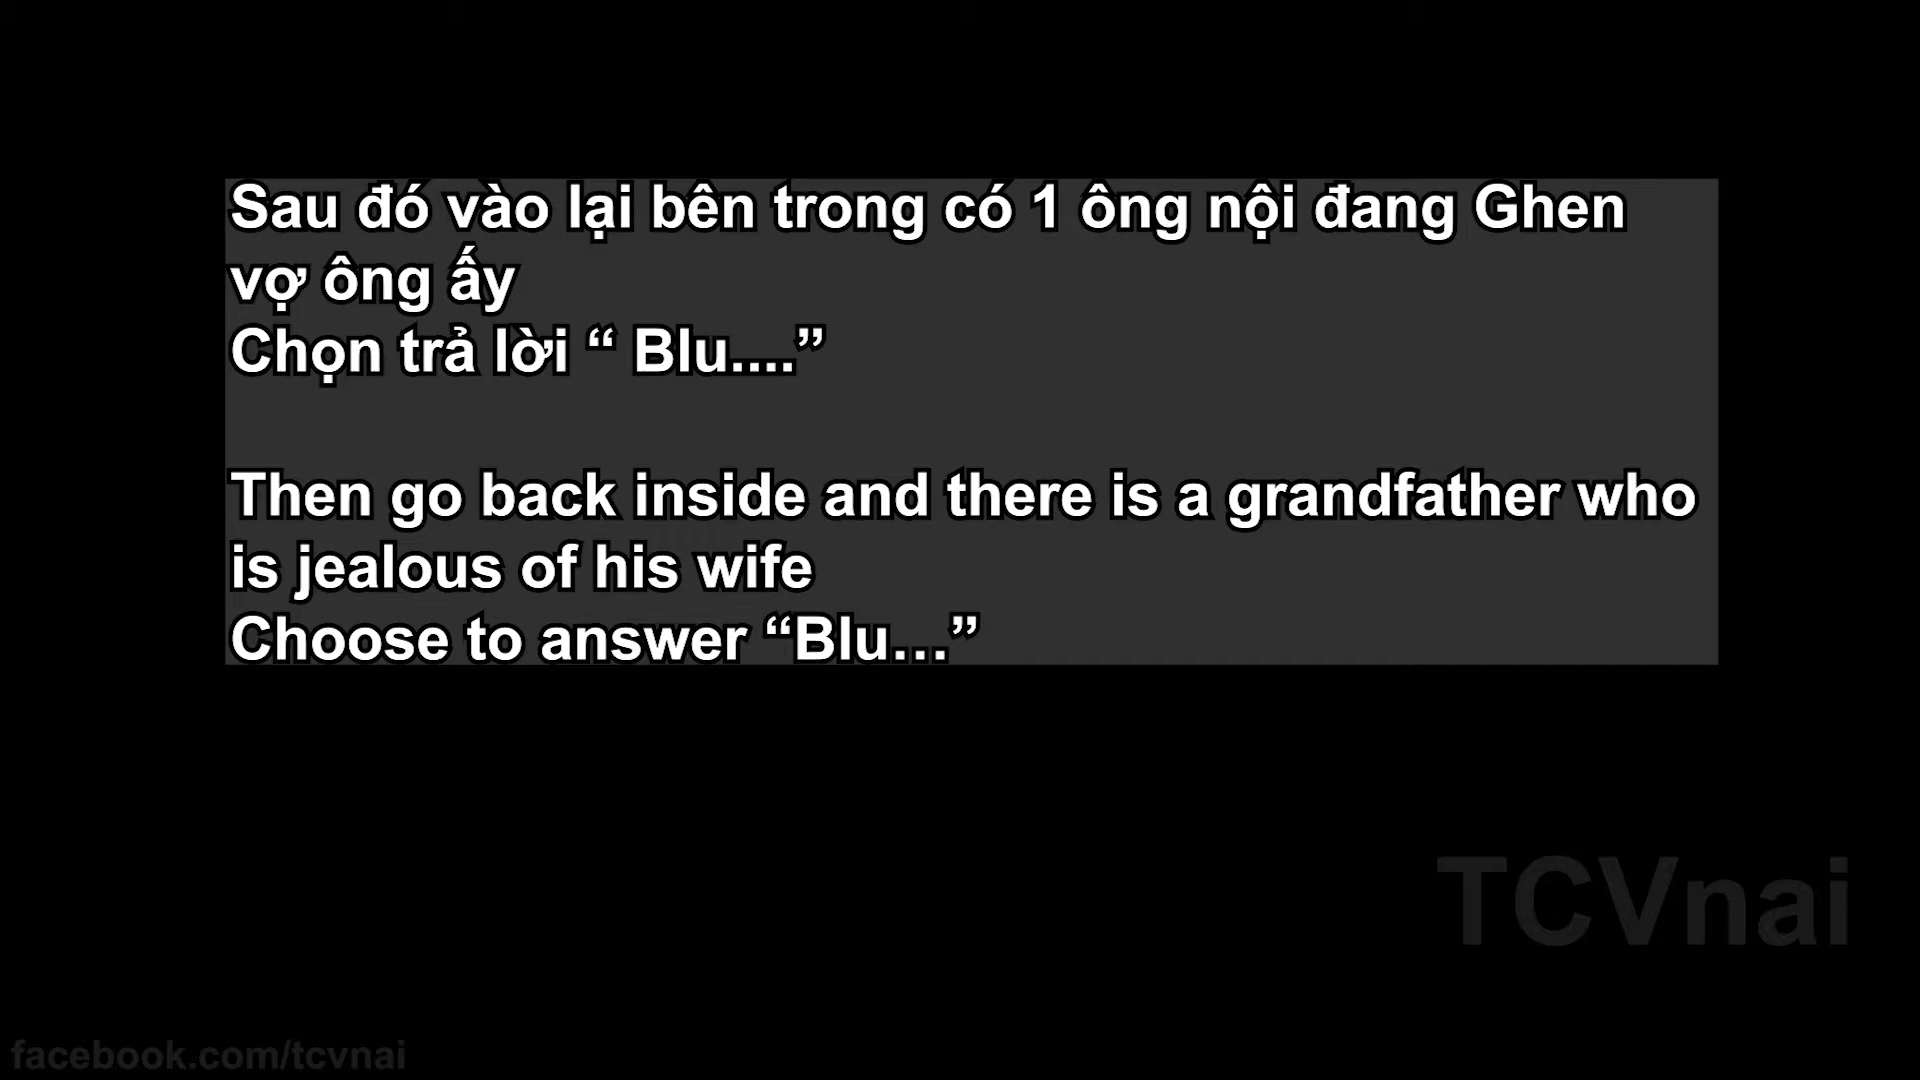 Sau đó vào lại bên trong có 1 ông nội đang Ghen
vợ ông ấy
Chọn trả lời “ Blu....”
Then go back inside and there is a grandfather who
is jealous of his wife
Choose to answer “Blu…”
TCVnai
facebook.com/tcvnai